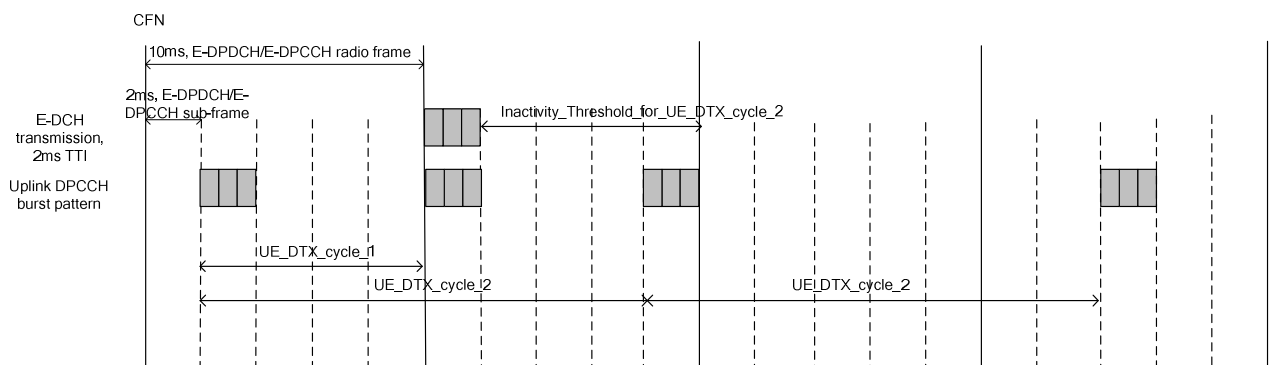 CFN
10ms, E-DPDCH/E-DPCCH radio frame
2ms, E-DPDCH/E-
DPCCH sub-frame
Inactivity_Threshold_for_UE_DTX_cycle_2
E-DCH
transmission,
2ms TTI
Uplink DPCCH
burst pattern
UE_DTX_cycle_1
UE_DTX_cycle_2
UE_DTX_cycle_2